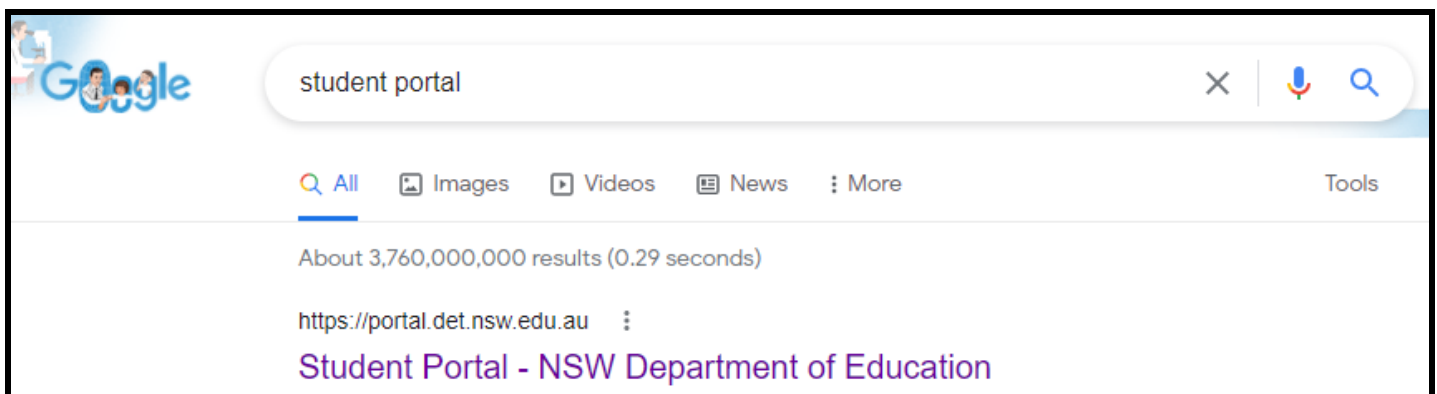 Google
student portal
All Images Videos News More Tools
About 3,760,000,000 results (0.29 seconds)
https://portal.det.nsw.edu.au
Student Portal - NSW Department of Education